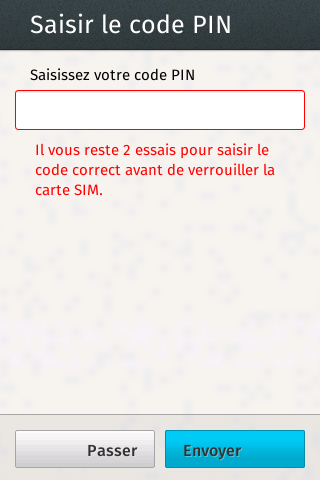 Saisir le code PIN
Saisissez votre code PIN
Il vous reste 2 essais pour saisir le
code correct avant de verrouiller la
carte SIM.
Passer
Envoyer